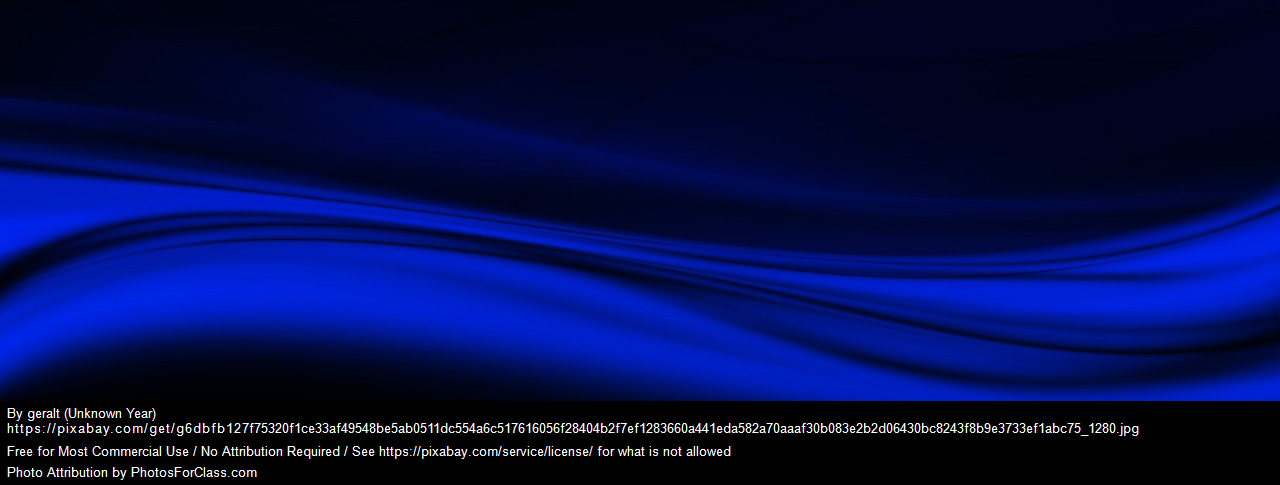 By geralt (Unknown Year)
https://pixabay.com/get/g6dbfb127f75320f1ce33af49548be5ab0511dc554a6c517616056f28404b2f7ef1283660a441eda582a70aaaf30b083e2b2d06430bc8243f8b9e3733ef1abc75_1280.jpg
Free for Most Commercial Use / No Attribution Required / See https://pixabay.com/service/license/ for what is not allowed
Photo Attribution by PhotosForClass.com